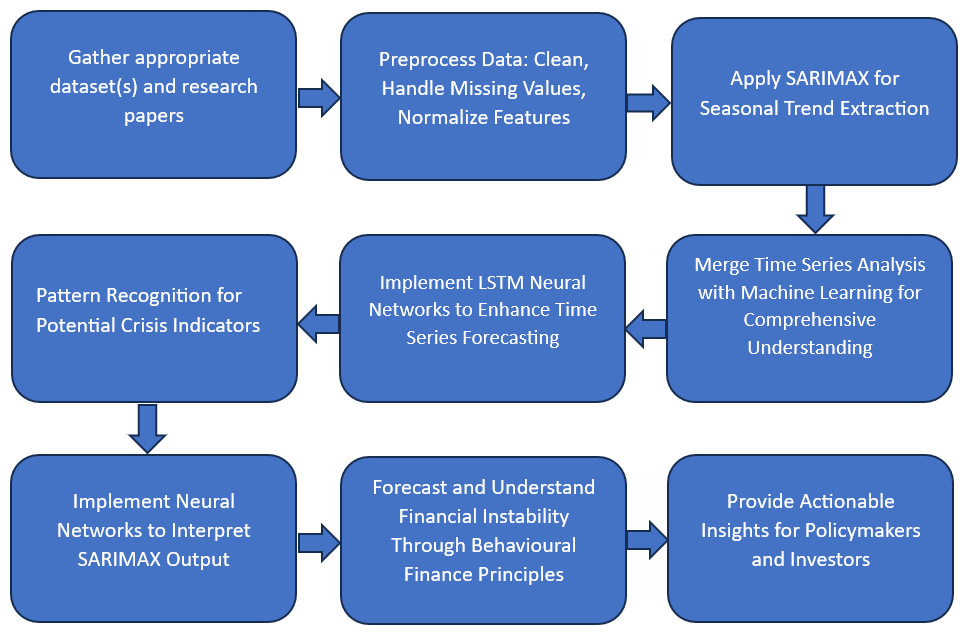 Gather appropriate
dataset(s) and research
papers
Preprocess Data: Clean,
Handle Missing Values,
Normalize Features
Apply SARIMAX for
Seasonal Trend Extraction
Merge Time Series Analysis
with Machine Learning for
Comprehensive
Understanding
Implement LSTM Neural
Networks to Enhance Time
Series Forecasting
Pattern Recognition for
Potential Crisis Indicators
Implement Neural
Networks to Interpret
SARIMAX Output
Forecast and Understand
Financial Instability
Through Behavioural
Finance Principles
Provide Actionable
Insights for Policymakers
and Investors